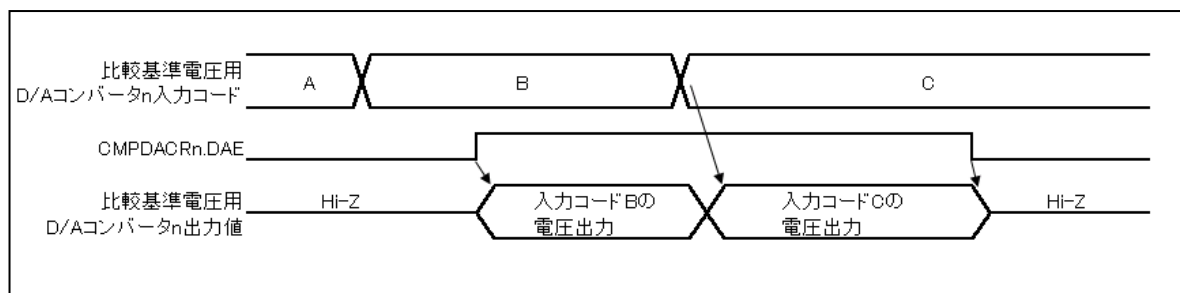 比較基準電圧用
D/Aコンバータn入力コード
A
B
C
CMPDACRn.DAE
比較基準電圧用
D/Aコンバータn出力値
Hi-Z
入力コードBの
電圧出力
入力コードCの
電圧出力
Hi-Z